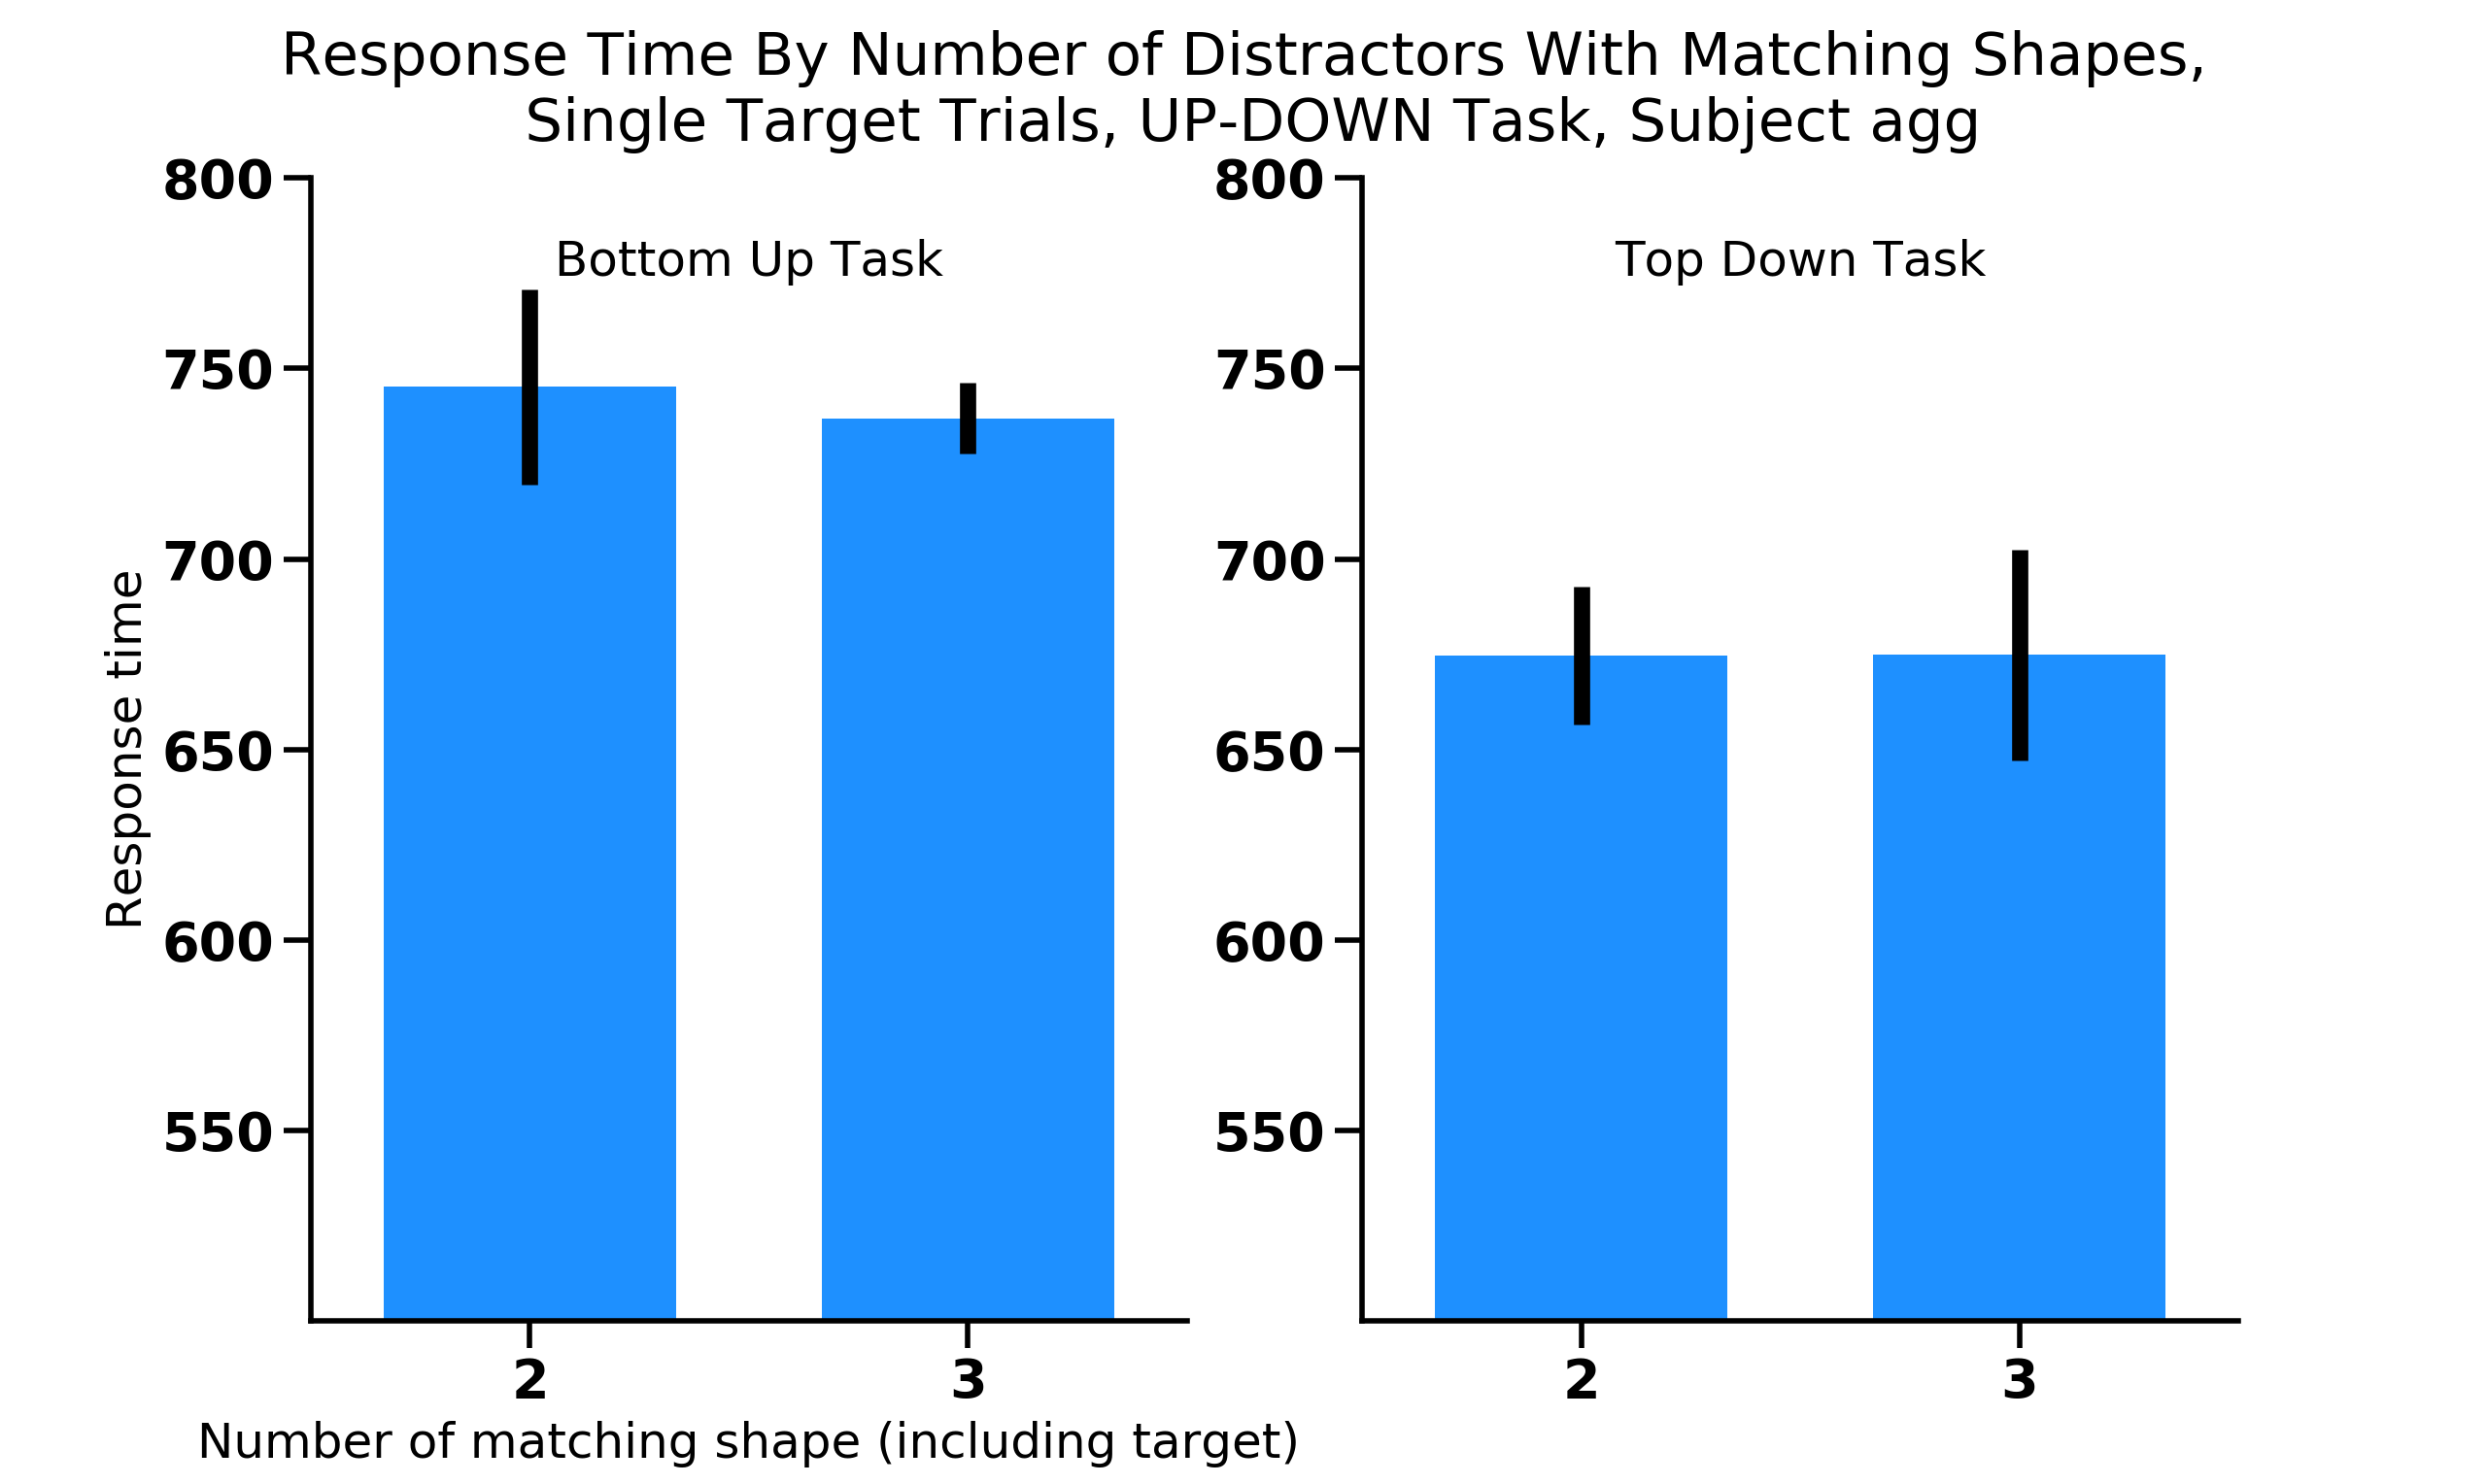 Response Time By Number of Distractors With Matching Shapes,
Single Target Trials, UP-DOWN Task, Subject agg
Bottom Up Task
800
750
700
650
600
550
Response time
2 3
Number of matching shape (including target)
Top Down Task
800
750
700
650
600
550
2 3